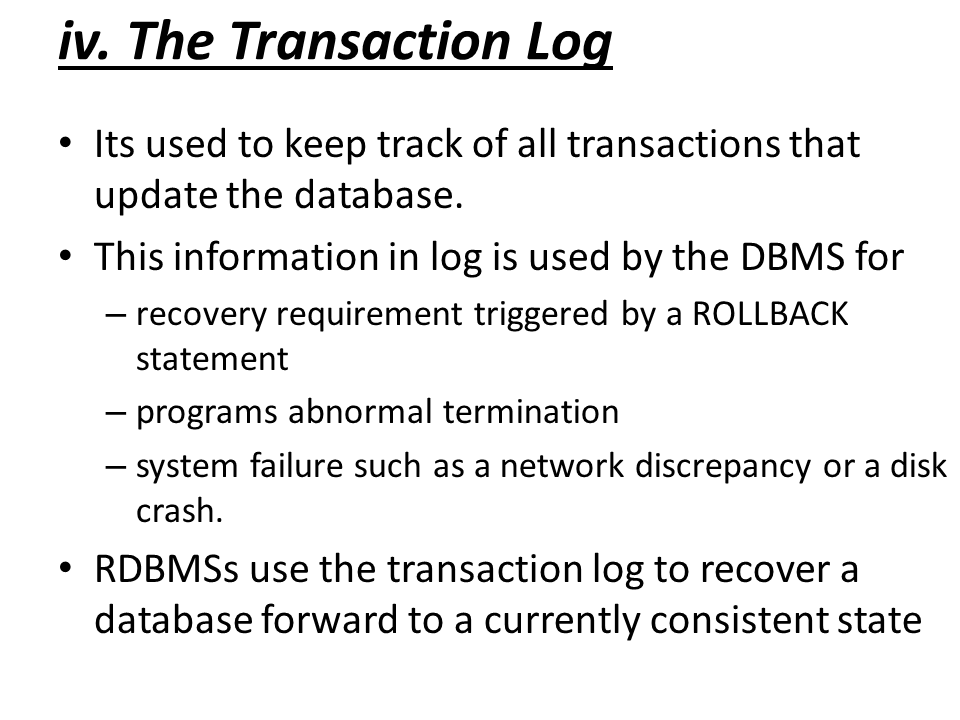 iv. The Transaction Log
• Its used to keep track of all transactions that
update the database.
• This information in log is used by the DBMS for
– recovery requirement triggered by a ROLLBACK
statement
– programs abnormal termination
– system failure such as a network discrepancy or a disk
crash.
• RDBMSs use the transaction log to recover a
database forward to a currently consistent state